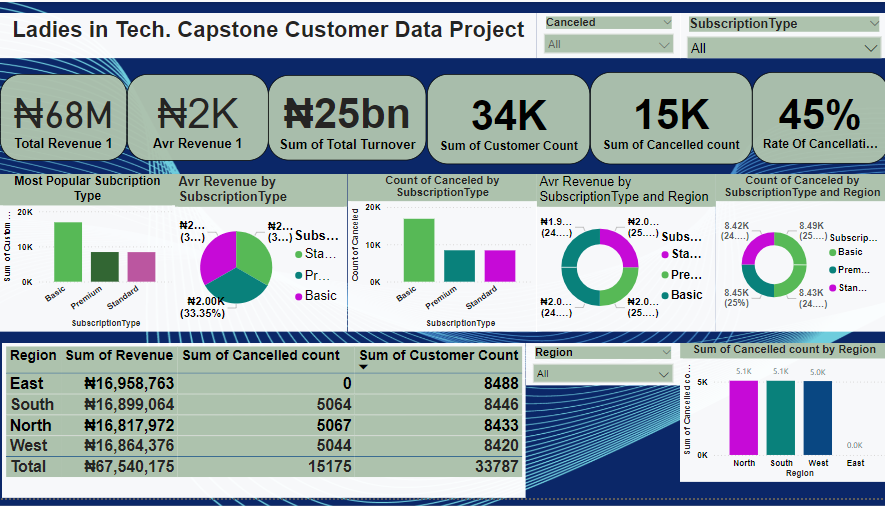 Ladies in Tech. Capstone Customer Data Project
Canceled
All
SubscriptionType
All
₦68M
Total Revenue 1
₦2K
Avr Revenue 1
₦25bn
Sum of Total Turnover
34K
Sum of Customer Count
15K
Sum of Cancelled count
45%
Rate Of Cancellati...
Most Popular Subcription
Type
20K
10K
0K
Basic
Premium
Standard
SubscriptionType
Avr Revenue by
SubscriptionType
₦2...
(3...)
₦2...
(3...)
₦2.00K
(33.35%)
Subs...
Sta...
Pr...
Basic
Count of Canceled by
SubscriptionType
Count of Canceled
20K
10K
0K
Basic
Premium
Standard
SubscriptionType
Avr Revenue by
SubscriptionType and Region
₦1.9...
(24....)
₦2.0...
(25....)
₦2.0...
(24....)
₦2.0...
(25....)
Subs...
Sta...
Pre...
Basic
Count of Canceled by
SubscriptionType and Region
8.42K
(24....)
8.49K
(25....)
8.45K
(25%)
8.43K
(24....)
Subscrip...
Basic
Prem...
Stan...
Region Sum of Revenue Sum of Cancelled count Sum of Customer Count
East ₦16,958,763 0 8488
South ₦16,899,064 5064 8446
North ₦16,817,972 5067 8433
West ₦16,864,376 5044 8420
Total ₦67,540,175 15175 33787
Region
All
Sum of Cancelled count by Region
Sum of Cancelled co...
5K
0K
5.1K
5.1K
5.0K
0.0K
North
South
West
East
Region